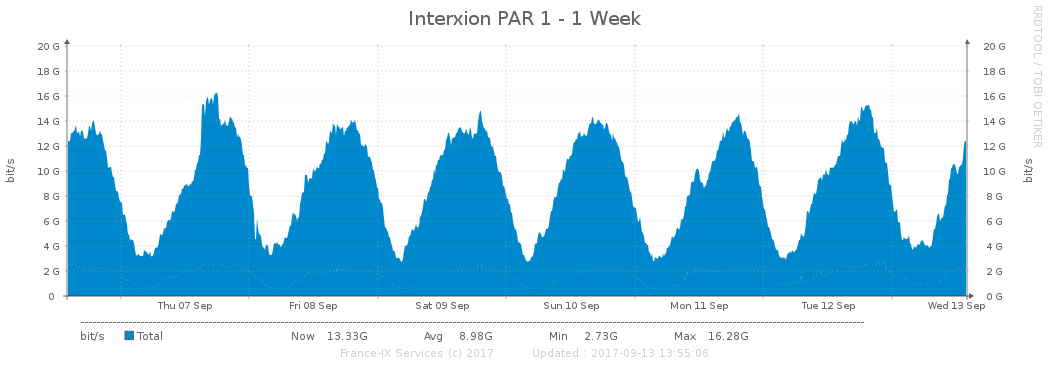 Interxion PAR 1 - 1 Week
RRDTOOL / TOBI OETIKER
20 G 20 G
18 G 18 G
16 G 16 G
14 G 14 G
12 G 12 G
10 G 10 G
8 G 8 G
6 G 6 G
4 G 4 G
2 G 2 G
0 0 G
bit/s
bit/s
Thu 07 Sep Fri 08 Sep Sat 09 Sep Sun 10 Sep Mon 11 Sep Tue 12 Sep Wed 13 Sep
bit/s Total Now 13.33G Avg 8.98G Min 2.73G Max 16.28G
France-IX Services (c) 2017 Updated : 2017-09-13 13:55:06